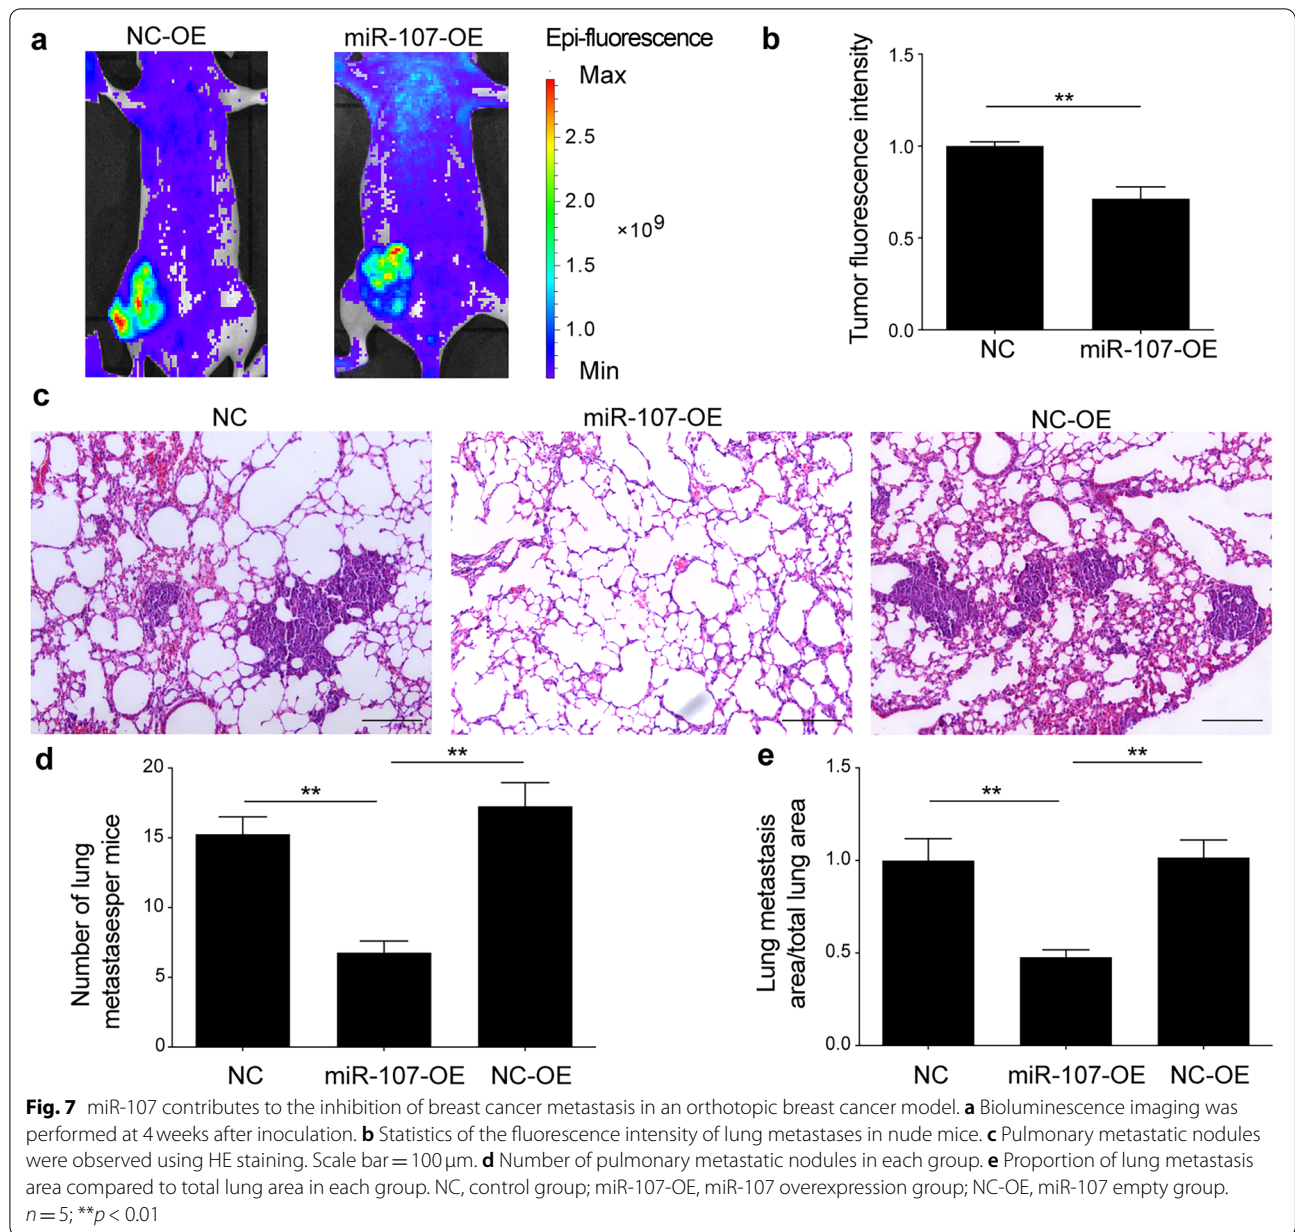 a
NC-OE
miR-107-OE
Epi-fluorescence
Max
2.5
2.0
×10⁹
1.5
1.0
Min
b
Tumor fluorescence intensity
1.5
1.0
0.5
0.0
**
NC
miR-107-OE
c
NC
miR-107-OE
NC-OE
d
Number of lung
metastasesper mice
20
15
10
5
0
**
**
NC
miR-107-OE
NC-OE
e
Lung metastasis
area/total lung area
1.5
1.0
0.5
0.0
**
**
NC
miR-107-OE
NC-OE
Fig. 7 miR-107 contributes to the inhibition of breast cancer metastasis in an orthotopic breast cancer model. a Bioluminescence imaging was
performed at 4 weeks after inoculation. b Statistics of the fluorescence intensity of lung metastases in nude mice. c Pulmonary metastatic nodules
were observed using HE staining. Scale bar = 100 μm. d Number of pulmonary metastatic nodules in each group. e Proportion of lung metastasis
area compared to total lung area in each group. NC, control group; miR-107-OE, miR-107 overexpression group; NC-OE, miR-107 empty group.
n = 5; **p < 0.01